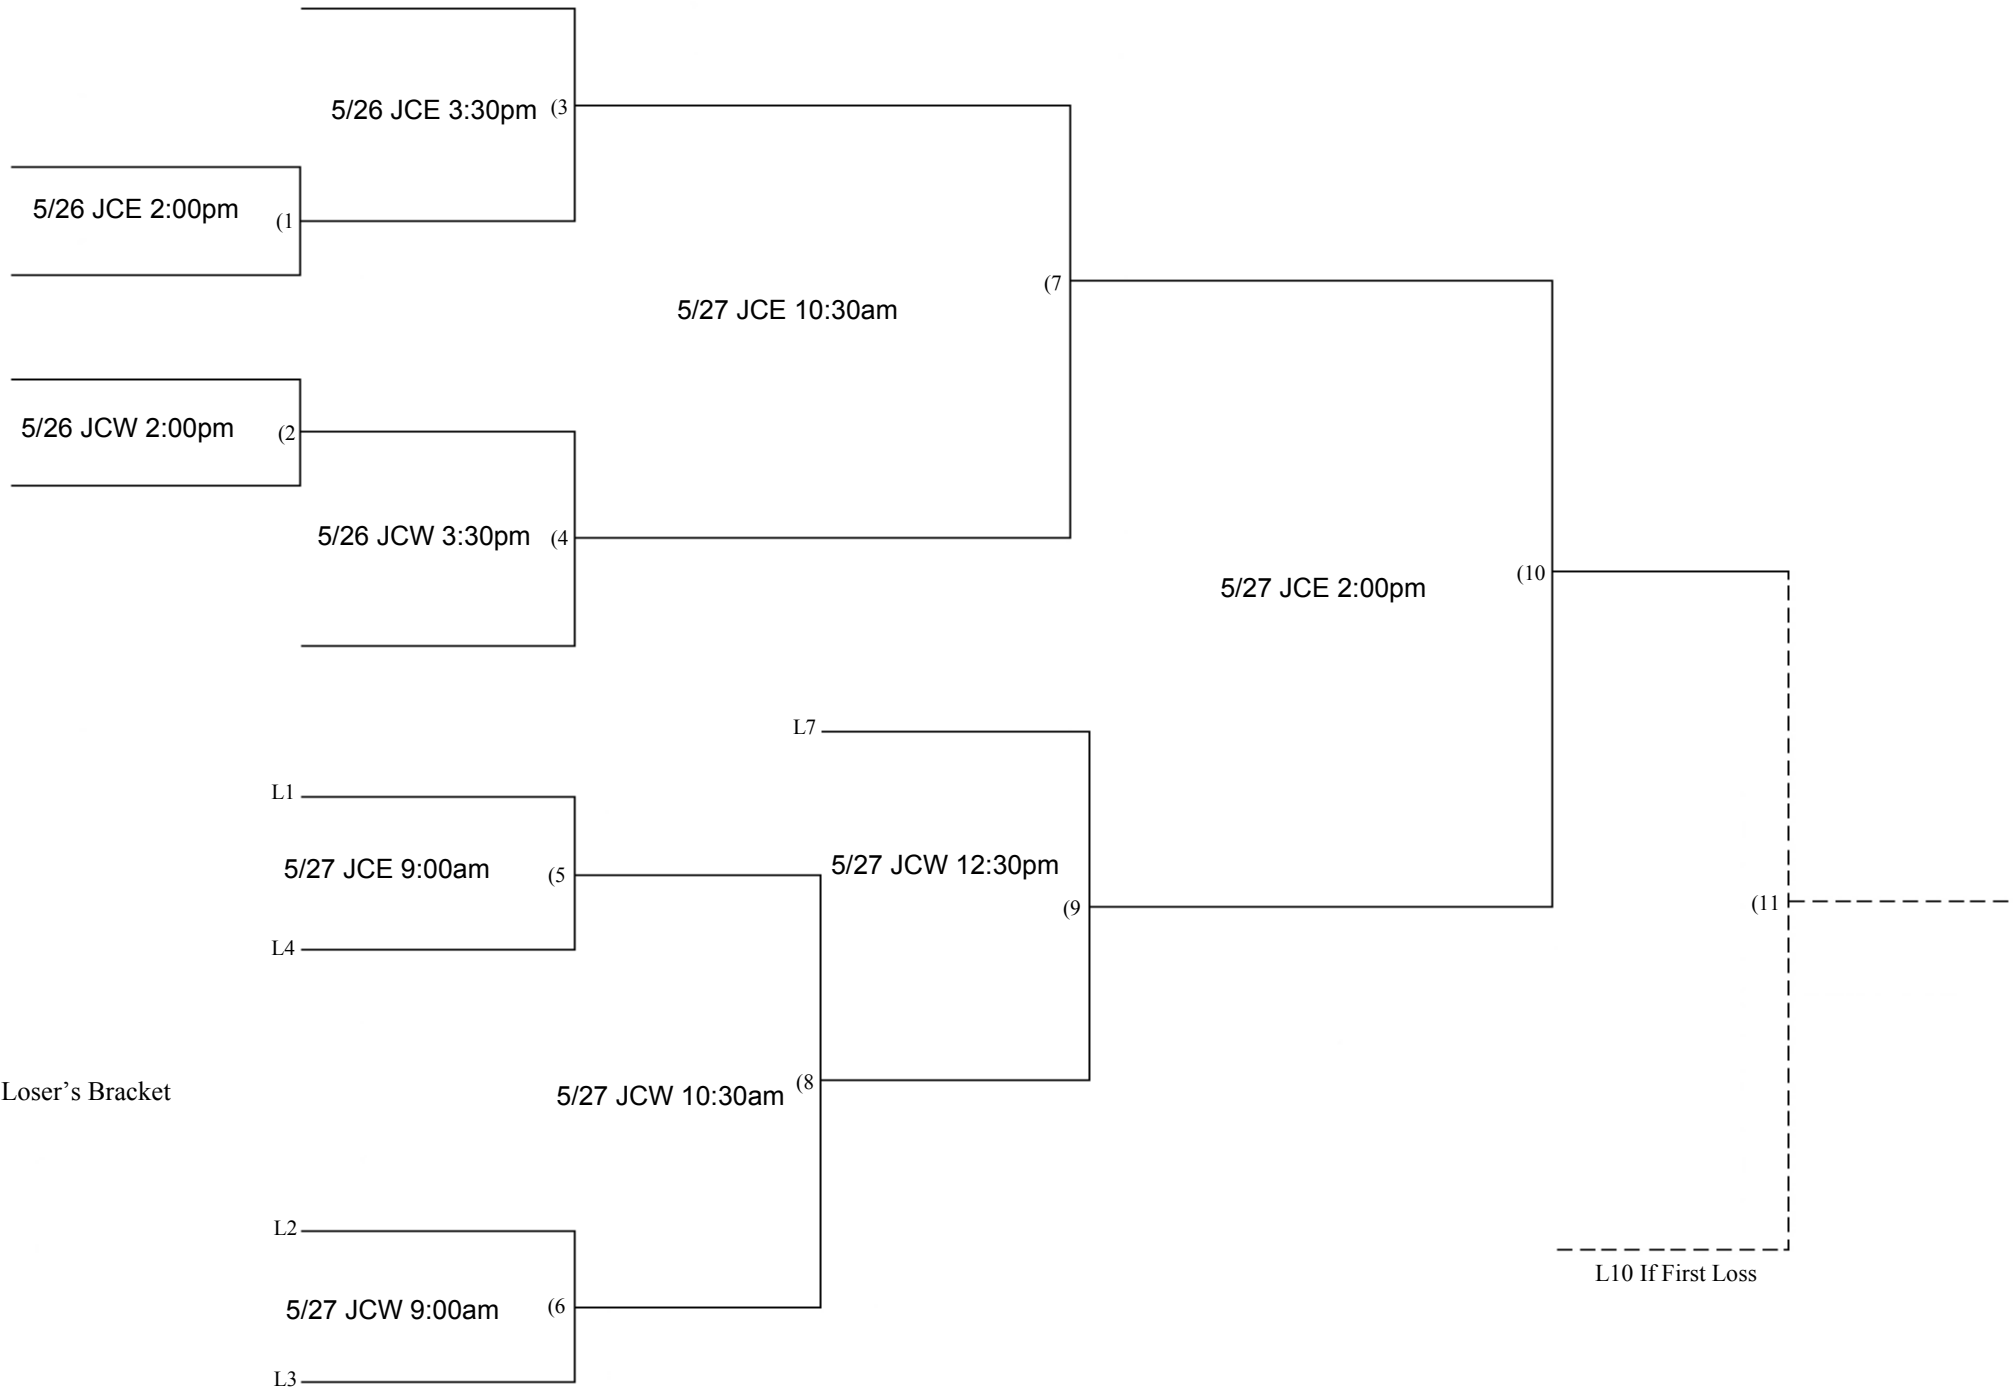 5/26 JCE 3:30pm (3
5/26 JCE 2:00pm (1
(7
5/27 JCE 10:30am
5/26 JCW 2:00pm (2
5/26 JCW 3:30pm (4
5/27 JCE 2:00pm (10
L7
L1
5/27 JCE 9:00am (5
5/27 JCW 12:30pm
(9
(11
L4
Loser’s Bracket
5/27 JCW 10:30am (8
L2
L10 If First Loss
5/27 JCW 9:00am (6
L3